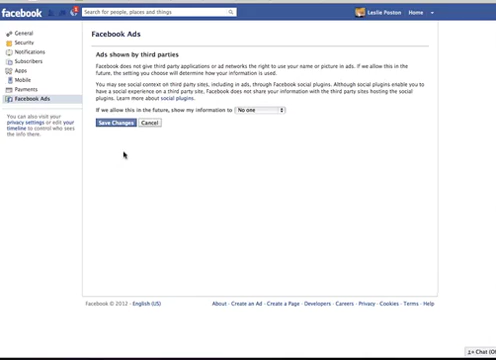 facebook
1
Search for people, places and things
Leslie Poston
Home
General
Security
Notifications
Subscribers
Apps
Mobile
Payments
Facebook Ads
You can also visit your
privacy settings or edit your
timeline to control who sees
the info there.
Facebook Ads
Ads shown by third parties
Facebook does not give third party applications or ad networks the right to use your name or picture in ads. If we allow this in the
future, the setting you choose will determine how your information is used.
You may see social context on third party sites, including in ads, through Facebook social plugins. Although social plugins enable you to
have a social experience on a third party site, Facebook does not share your information with the third party sites hosting the social
plugins. Learn more about social plugins.
If we allow this in the future, show my information to No one
Save Changes Cancel
Facebook © 2012 · English (US)
About · Create an Ad · Create a Page · Developers · Careers · Privacy · Cookies · Terms · Help
Chat